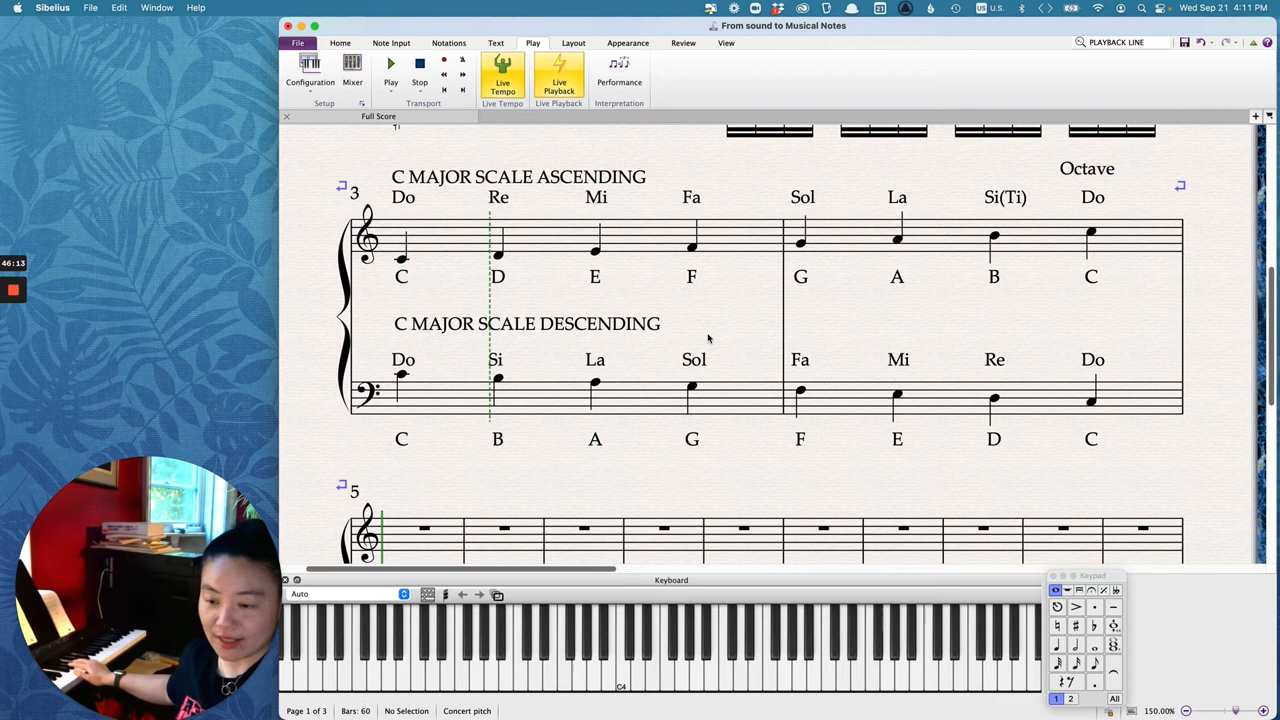 Sibelius Play Debug Window Help 21 US Wed Sep 21 4:11 PM
From sound to Musical Notes
File Home Note Input Notations Text Play Layout Appearance Review View PLAYBACK LINE
Configuration Mixer Play Stop Live Tempo Live Playback Performance
Setup Transport Live Tempo Live Playback Interpretation
Full Score
Octave
C MAJOR SCALE ASCENDING
3
Do Re Mi Fa Sol La Si(Ti) Do
C D E F G A B C
46:13
C MAJOR SCALE DESCENDING
Do Si La Sol Fa Mi Re Do
C B A G F E D C
5
Keyboard
Keypad
Auto
C4
1 2 All
Page 1 of 3 Bars: 60 No Selection Concert pitch 150.00%